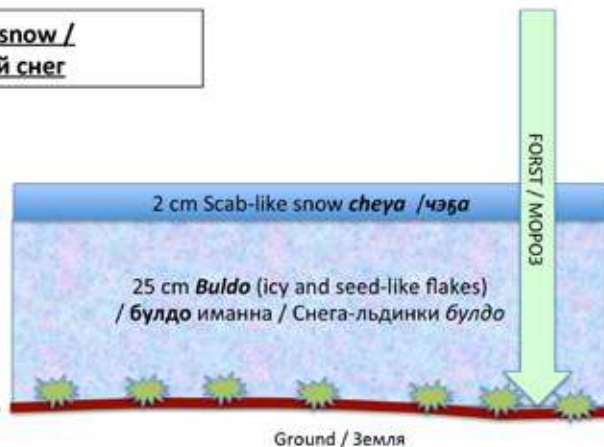 snow /
й снег
FORST / МОРОЗ
2 cm Scab-like snow cheya /чэҕа
25 cm Buldo (icy and seed-like flakes)
/ булдо иманна / Снега-льдинки булдо
Ground / Земля